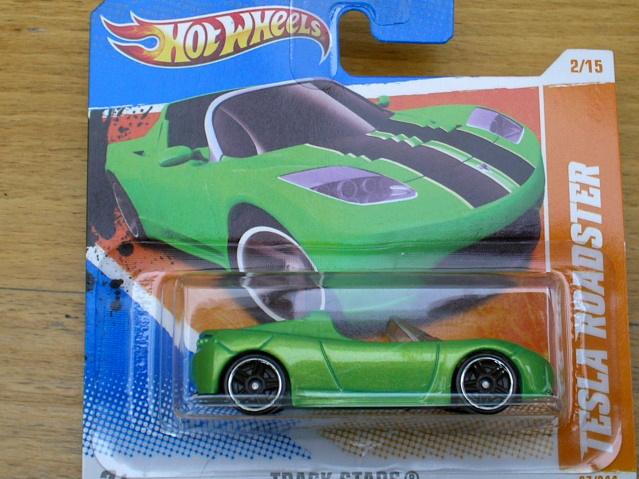 HOT WHEELS
2/15
TESLA ROADSTER
TRACK STARS®